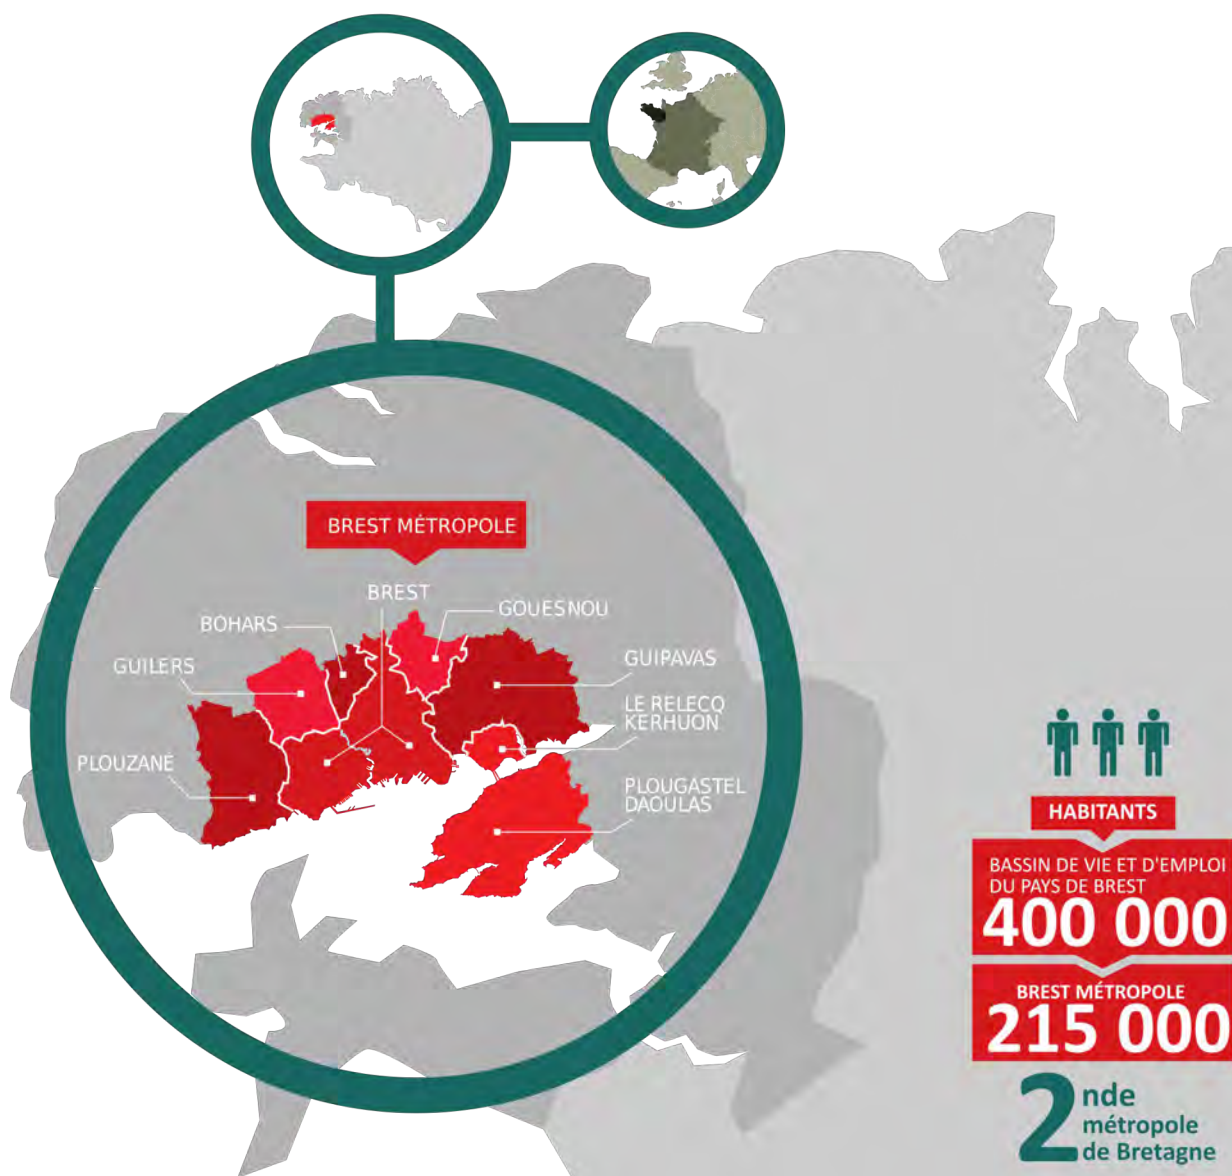 BREST MÉTROPOLE
BREST
GOUESNOU
BOHARS
GUILERS
GUIPAVAS
LE RELECQ
KERHUON
PLOUZANE
PLOUGASTEL
DAOULAS
HABITANTS
BASSIN DE VIE ET D'EMPLOI
DU PAYS DE BREST
400 000
BREST MÉTROPOLE
215 000
2nde
métropole
de Bretagne